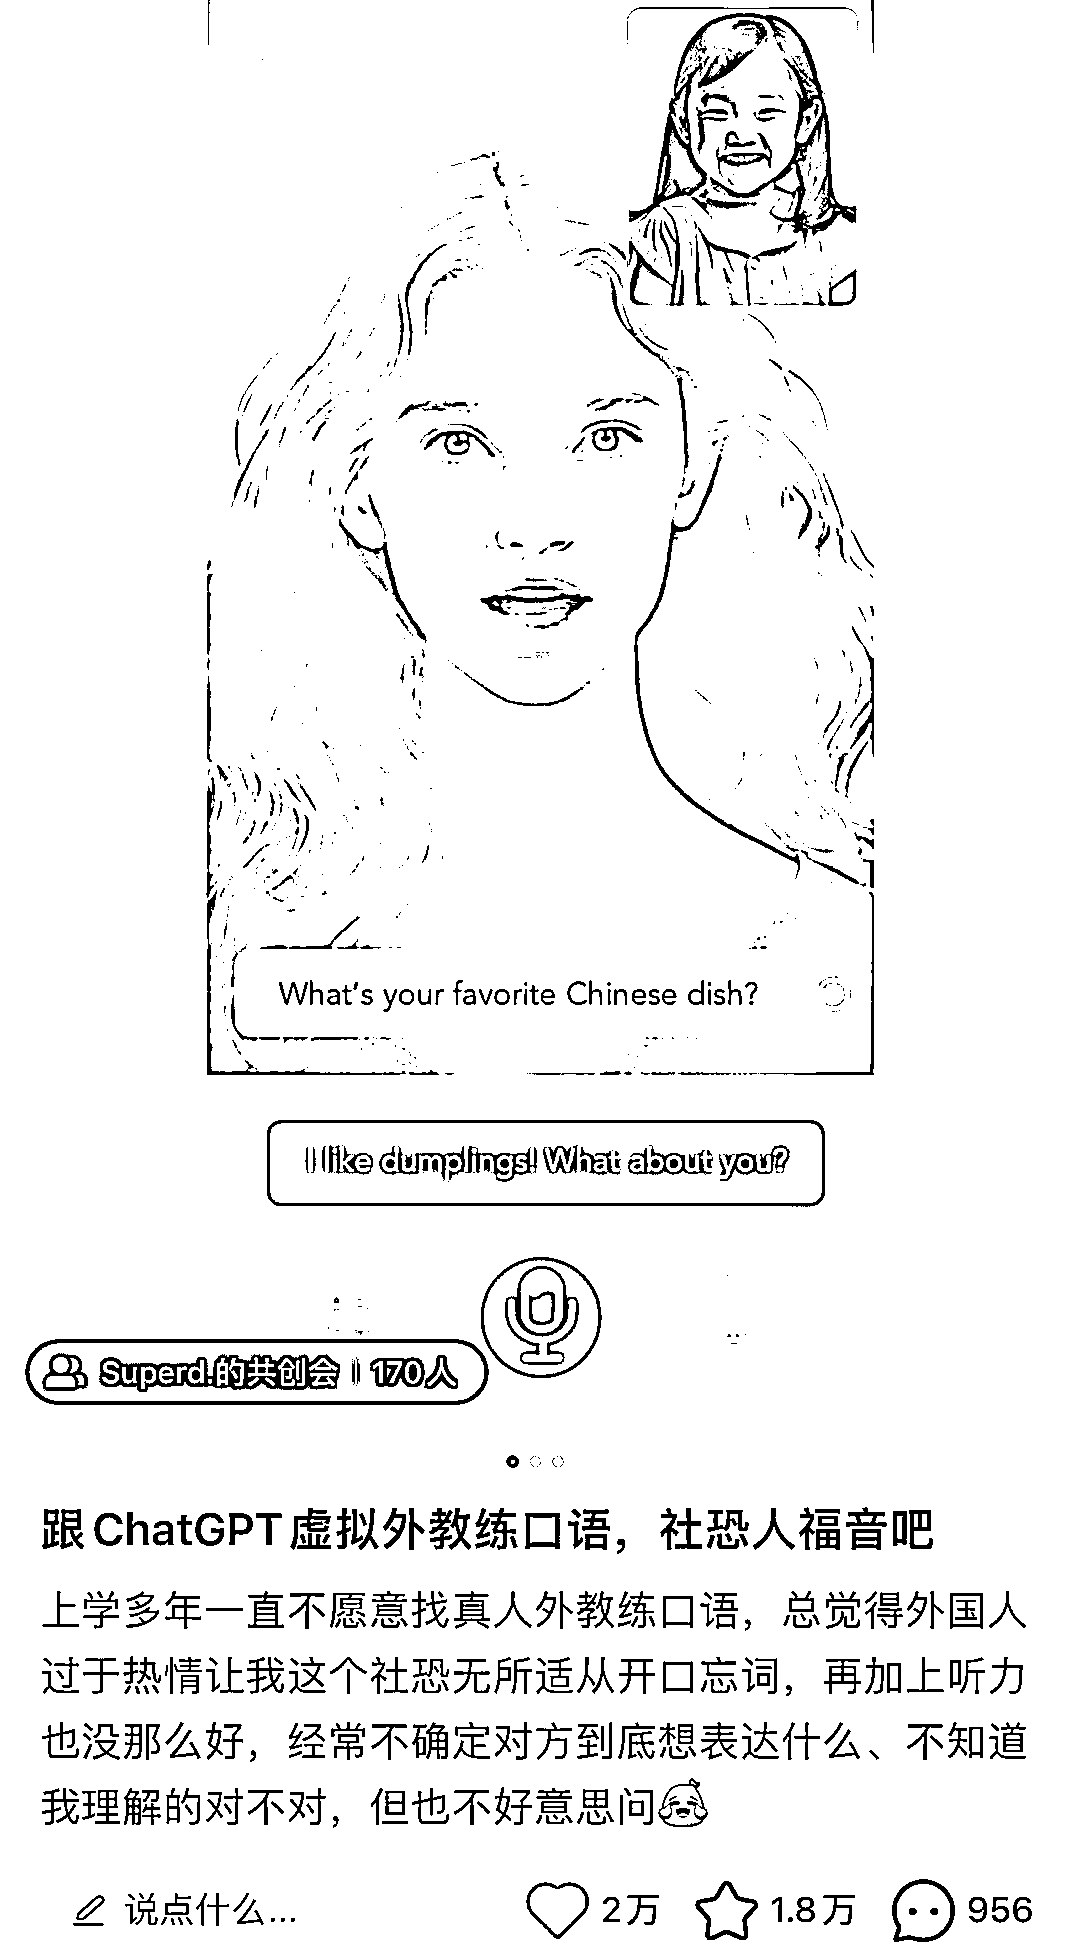 What's your favorite Chinese dish?
I like dumplings! What about you?
Superd.的共创会 | 170人
跟ChatGPT虚拟外教练口语，社恐人福音吧
上学多年一直不愿意找真人外教练口语，总觉得外国人
过于热情让我这个社恐无所适从开口忘词，再加上听力
也没那么好，经常不确定对方到底想表达什么、不知道
我理解的对不对，但也不好意思问
说点什么...
2万
1.8万
956